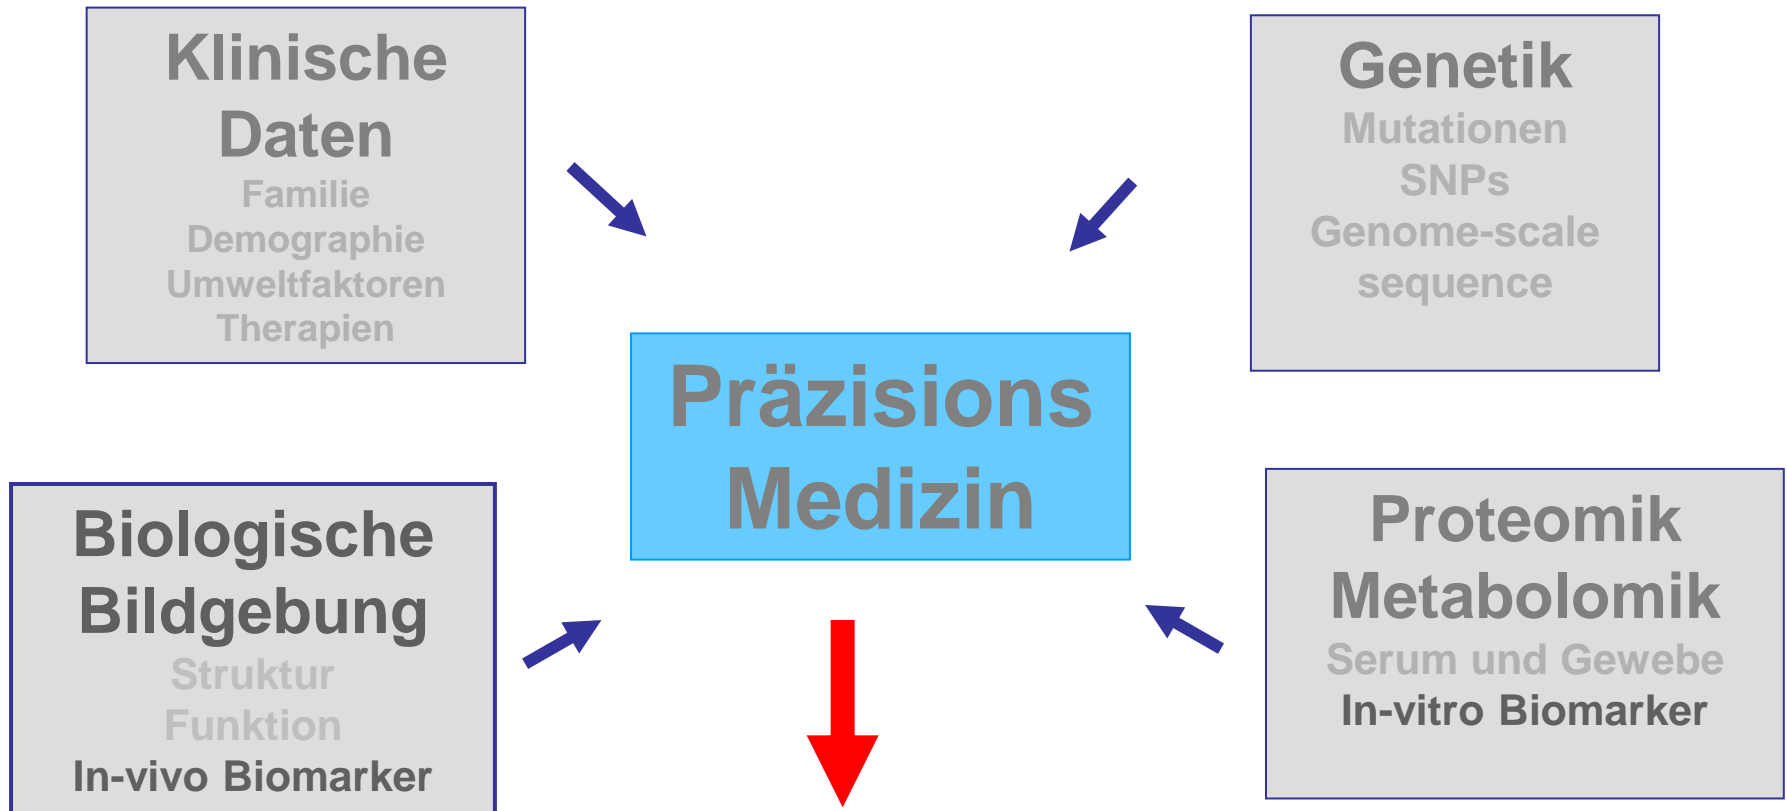 Klinische
Daten
Familie
Demographie
Umweltfaktoren
Therapien
Genetik
Mutationen
SNPs
Genome-scale
sequence
Präzisions
Medizin
Biologische
Bildgebung
Struktur
Funktion
In-vivo Biomarker
Proteomik
Metabolomik
Serum und Gewebe
In-vitro Biomarker